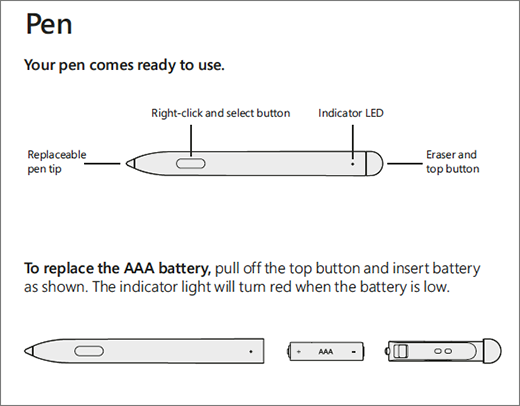 Pen
Your pen comes ready to use.
Right-click and select button
Indicator LED
Replaceable
pen tip
Eraser and
top button
To replace the AAA battery, pull off the top button and insert battery
as shown. The indicator light will turn red when the battery is low.
+ AAA -